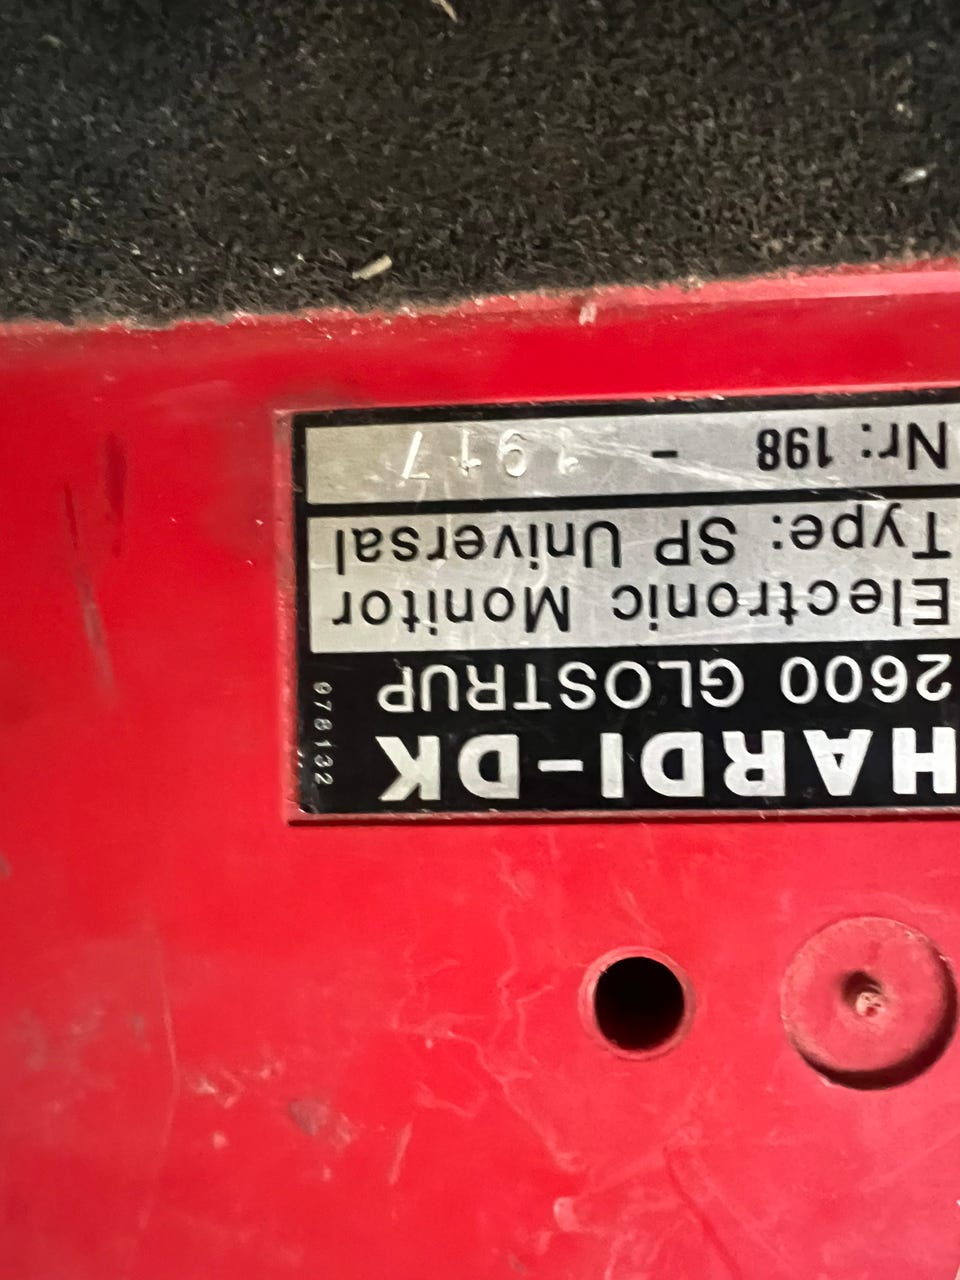 HARDI-DK
2600 GLOSTRUP
Electronic Monitor
Type: SP Universal
Nr: 198 -
978132